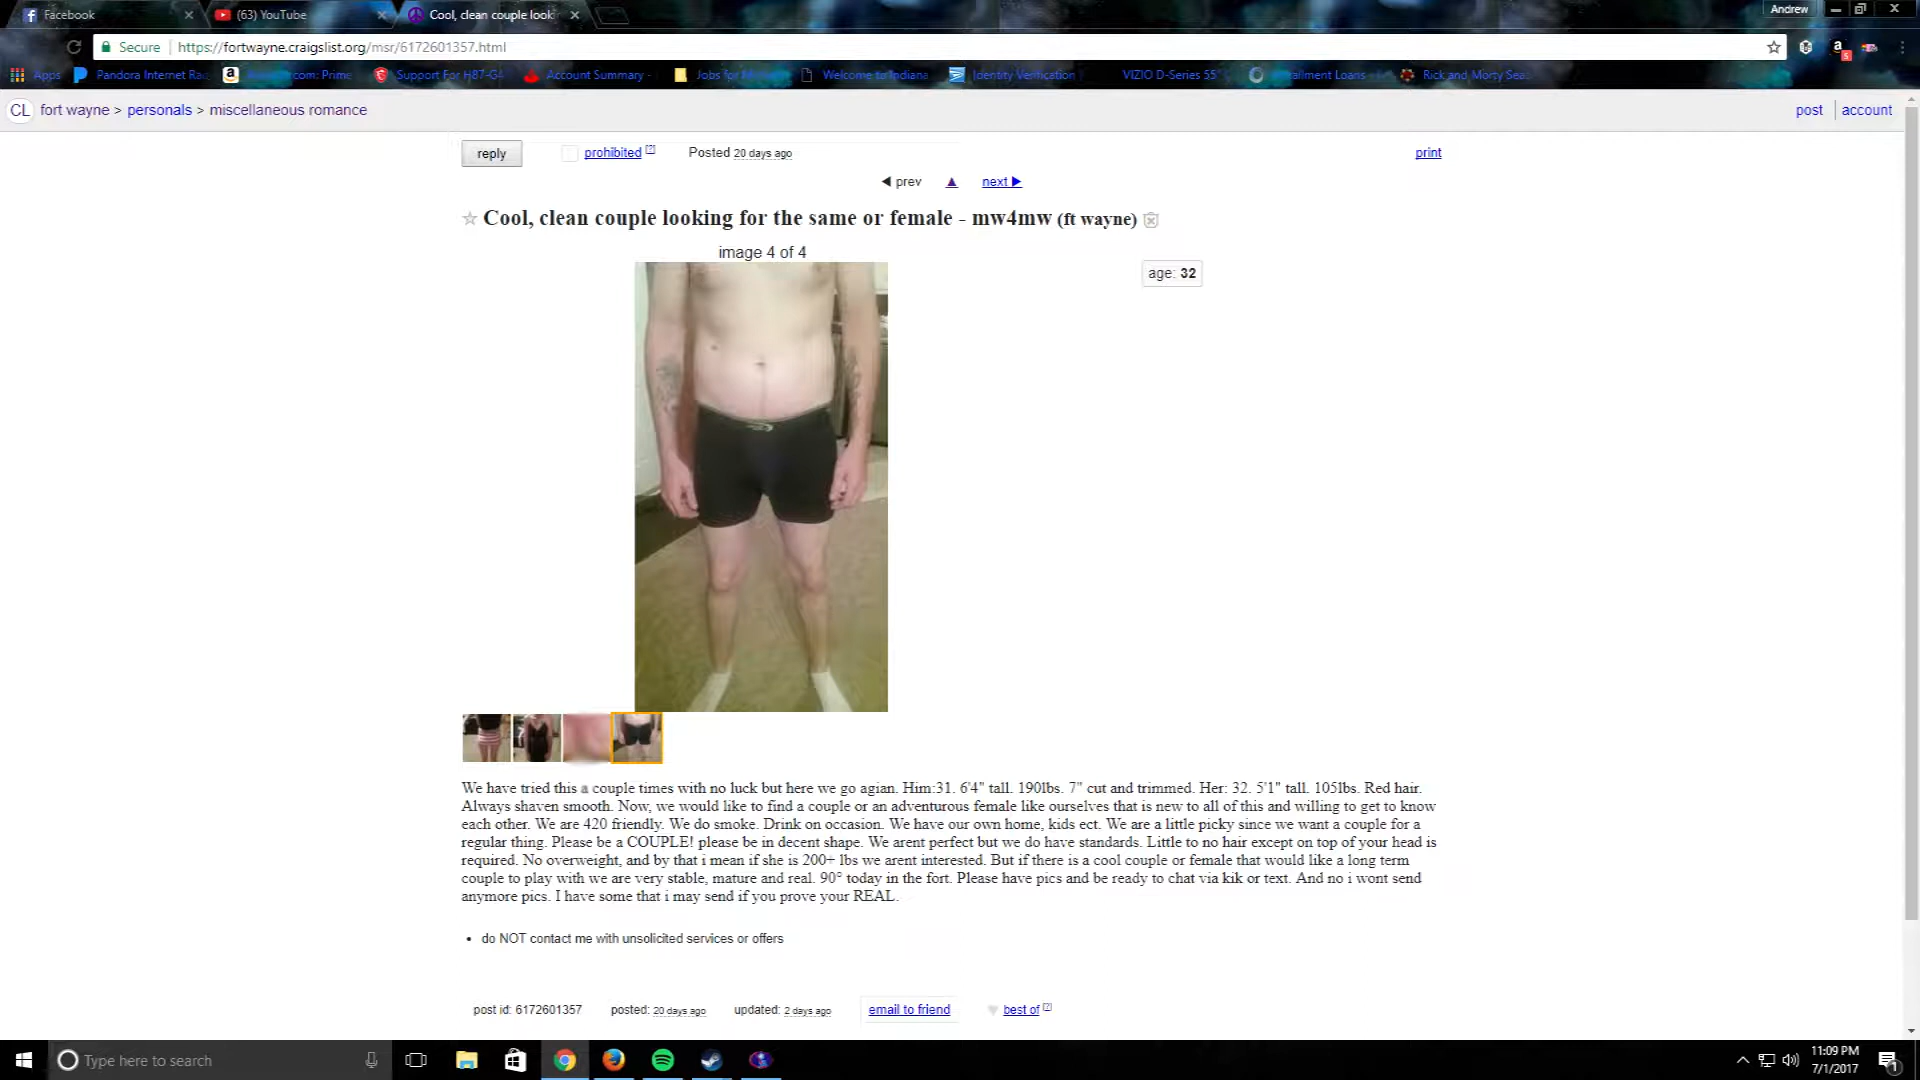 Facebook
(63) YouTube
Cool, clean couple look
Andrew
Secure
https://fortwayne.craigslist.org/msr/6172601357.html
Apps
Pandora Internet Ra
.com: Prime
Support For H87-G4
Account Summary -
Jobs for
Welcome to Indiana
Identity Verification
VIZIO D-Series 55"
allment Loans -
Rick and Morty Sea
CL fort wayne > personals > miscellaneous romance
post
account
reply
prohibited [?]
Posted 20 days ago
print
◀ prev
▲
next ▶
☆ Cool, clean couple looking for the same or female - mw4mw (ft wayne)
image 4 of 4
age: 32
We have tried this a couple times with no luck but here we go agian. Him:31. 6'4" tall. 190lbs. 7" cut and trimmed. Her: 32. 5'1" tall. 105lbs. Red hair.
Always shaven smooth. Now, we would like to find a couple or an adventurous female like ourselves that is new to all of this and willing to get to know
each other. We are 420 friendly. We do smoke. Drink on occasion. We have our own home, kids ect. We are a little picky since we want a couple for a
regular thing. Please be a COUPLE! please be in decent shape. We arent perfect but we do have standards. Little to no hair except on top of your head is
required. No overweight, and by that i mean if she is 200+ lbs we arent interested. But if there is a cool couple or female that would like a long term
couple to play with we are very stable, mature and real. 90° today in the fort. Please have pics and be ready to chat via kik or text. And no i wont send
anymore pics. I have some that i may send if you prove your REAL.
• do NOT contact me with unsolicited services or offers
post id: 6172601357
posted: 20 days ago
updated: 2 days ago
email to friend
best of [?]
Type here to search
11:09 PM
7/1/2017